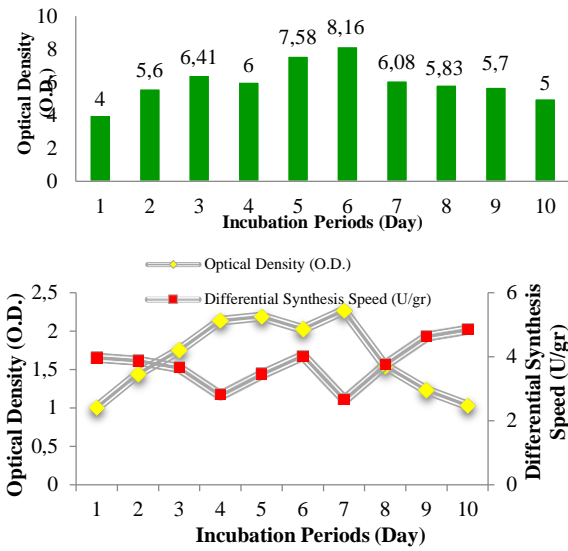 Optical Density
(O.D.)
10
8
6
4
2
0
4
5,6
6,41
6
7,58
8,16
6,08
5,83
5,7
5
1 2 3 4 5 6 7 8 9 10
Incubation Periods (Day)
Optical Density (O.D.)
Differential Synthesis Speed (U/gr)
Optical Density (O.D.)
2,5
2
1,5
1
0,5
0
6
4
2
0
Differential Synthesis
Speed (U/gr)
1 2 3 4 5 6 7 8 9 10
Incubation Periods (Day)